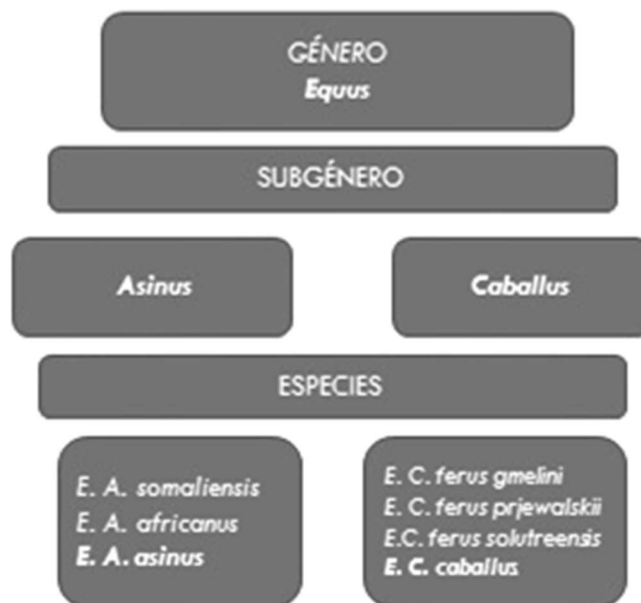 GÉNERO
Equus
SUBGÉNERO
Asinus
Caballus
ESPECIES
E. A. somaliensis
E. A. africanus
E. A. asinus
E. C. ferus gmelini
E. C. ferus prjewalskii
E.C. ferus solutreensis
E. C. caballus